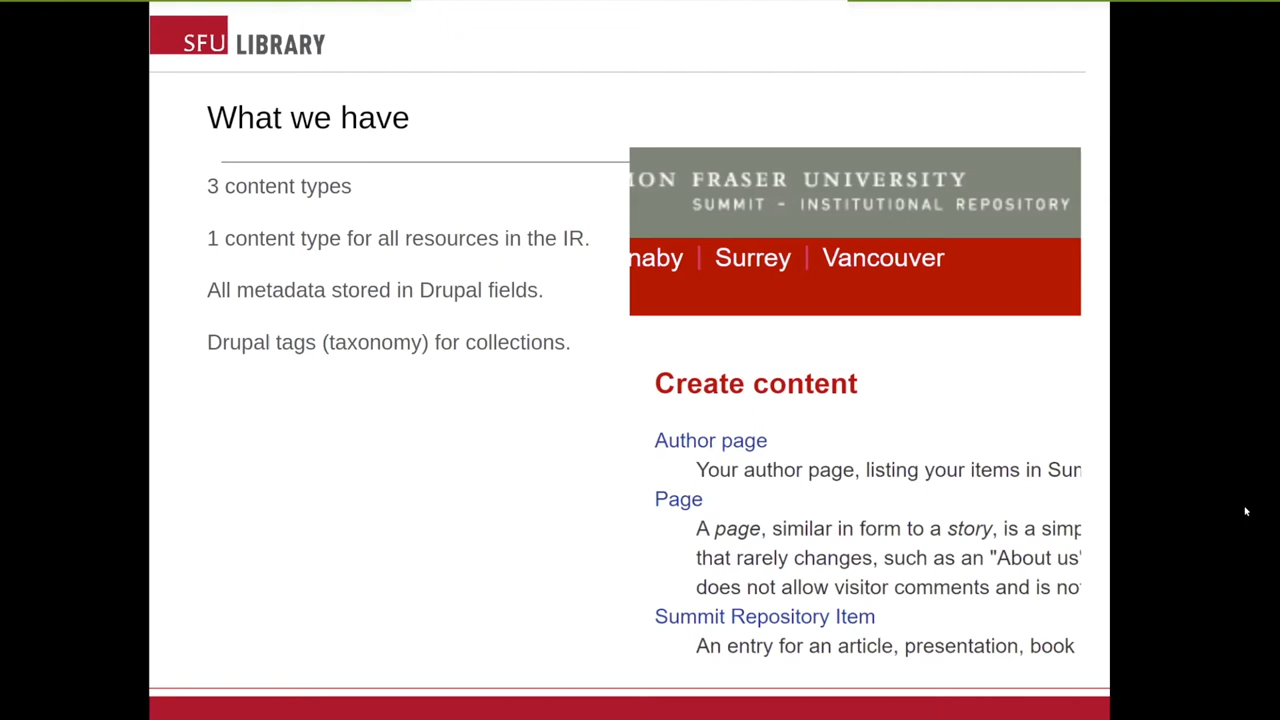 SFU LIBRARY
What we have
3 content types
1 content type for all resources in the IR.
All metadata stored in Drupal fields.
Drupal tags (taxonomy) for collections.
ION FRASER UNIVERSITY
SUMMIT – INSTITUTIONAL REPOSITORY
naby | Surrey | Vancouver
Create content
Author page
Your author page, listing your items in Sum
Page
A page, similar in form to a story, is a simp
that rarely changes, such as an "About us"
does not allow visitor comments and is no
Summit Repository Item
An entry for an article, presentation, book